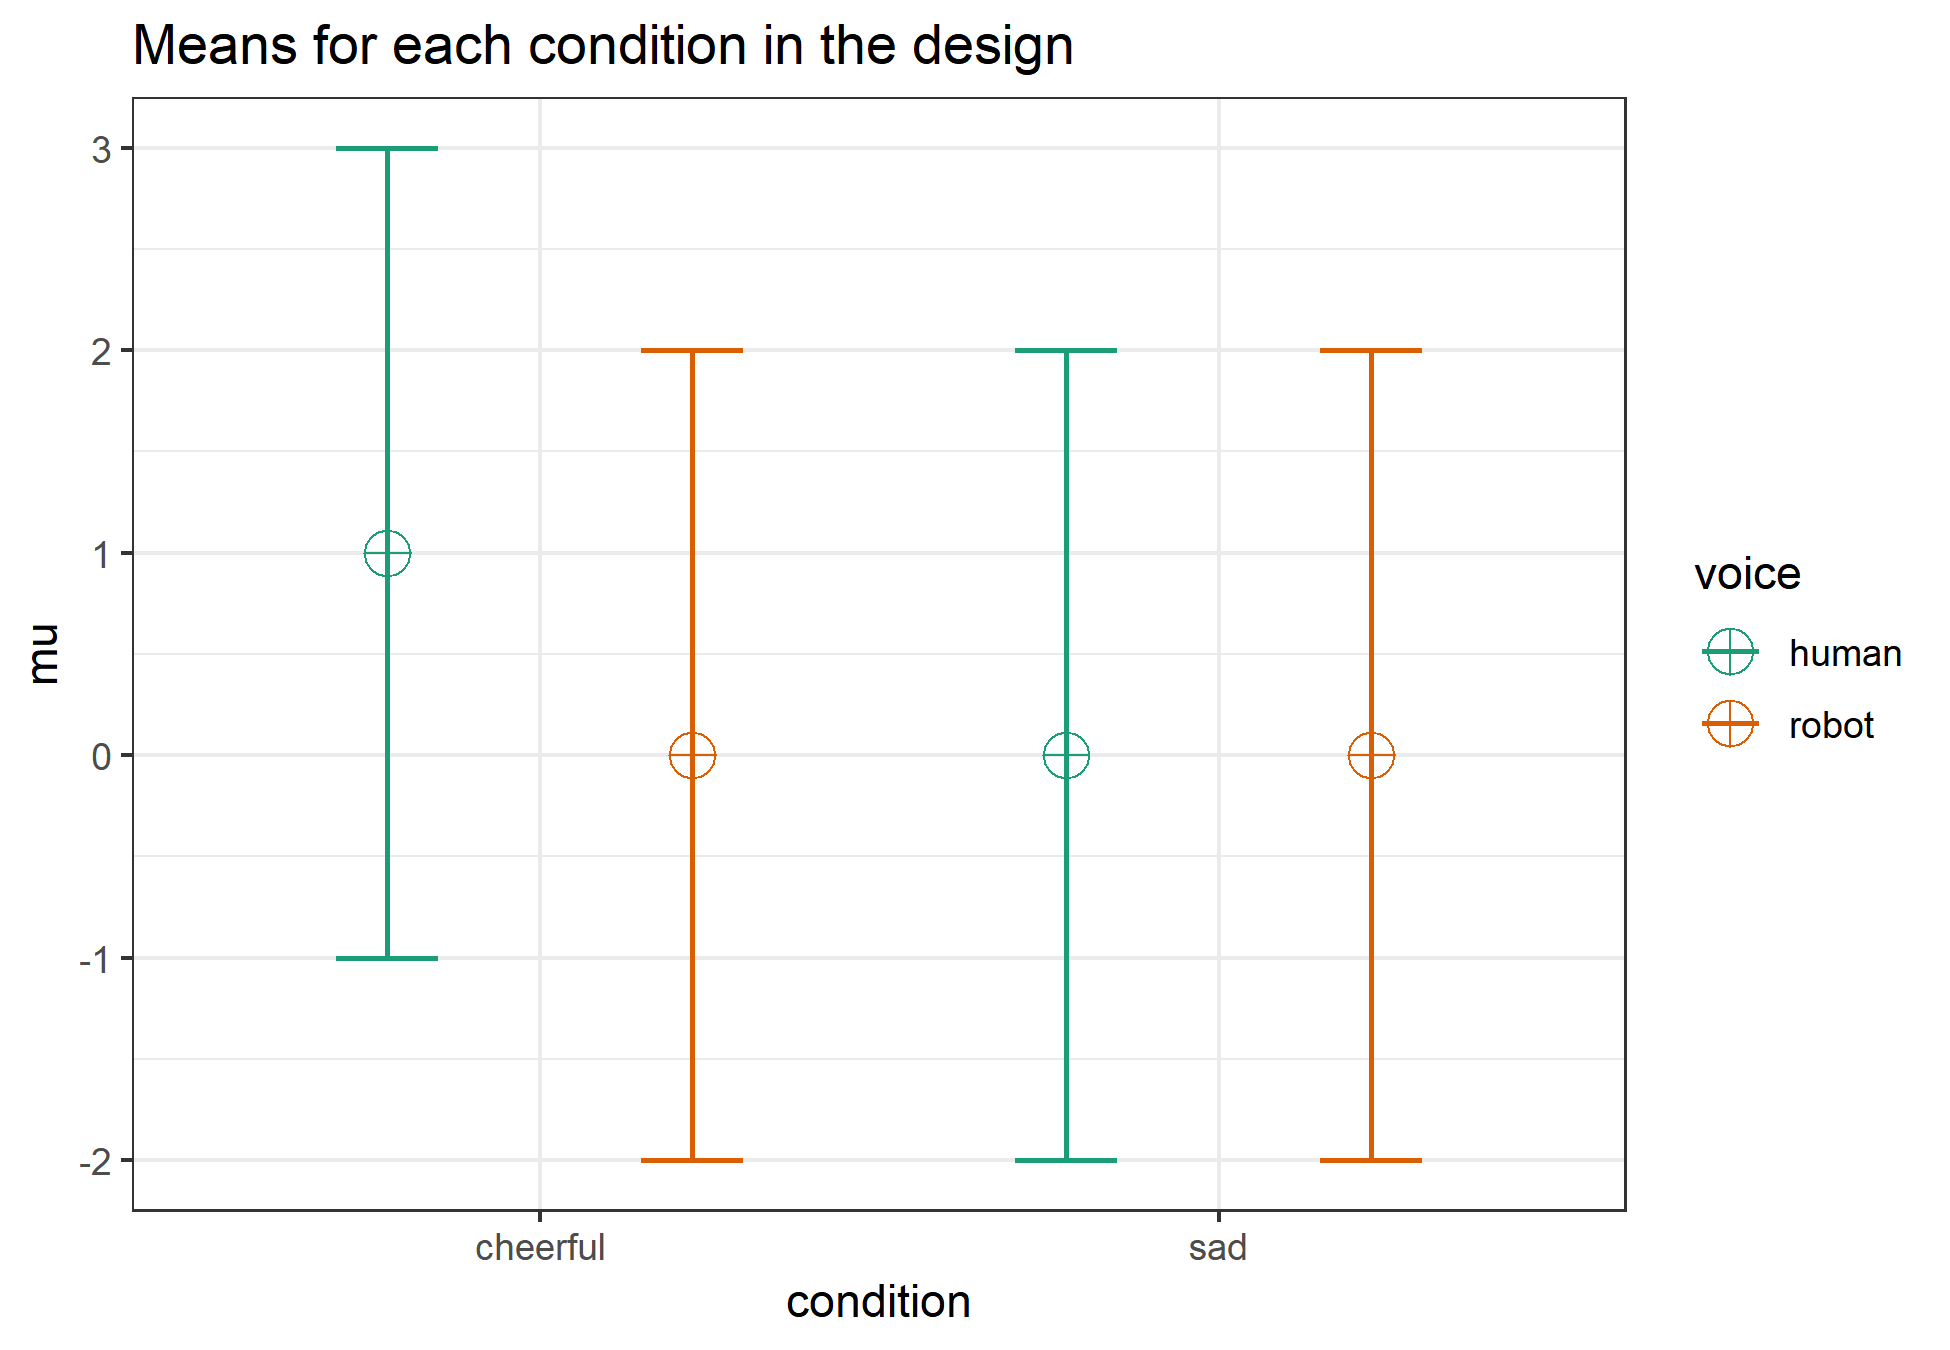 Means for each condition in the design
3
2
1
0
-1
-2
mu
cheerful
sad
condition
voice
human
robot